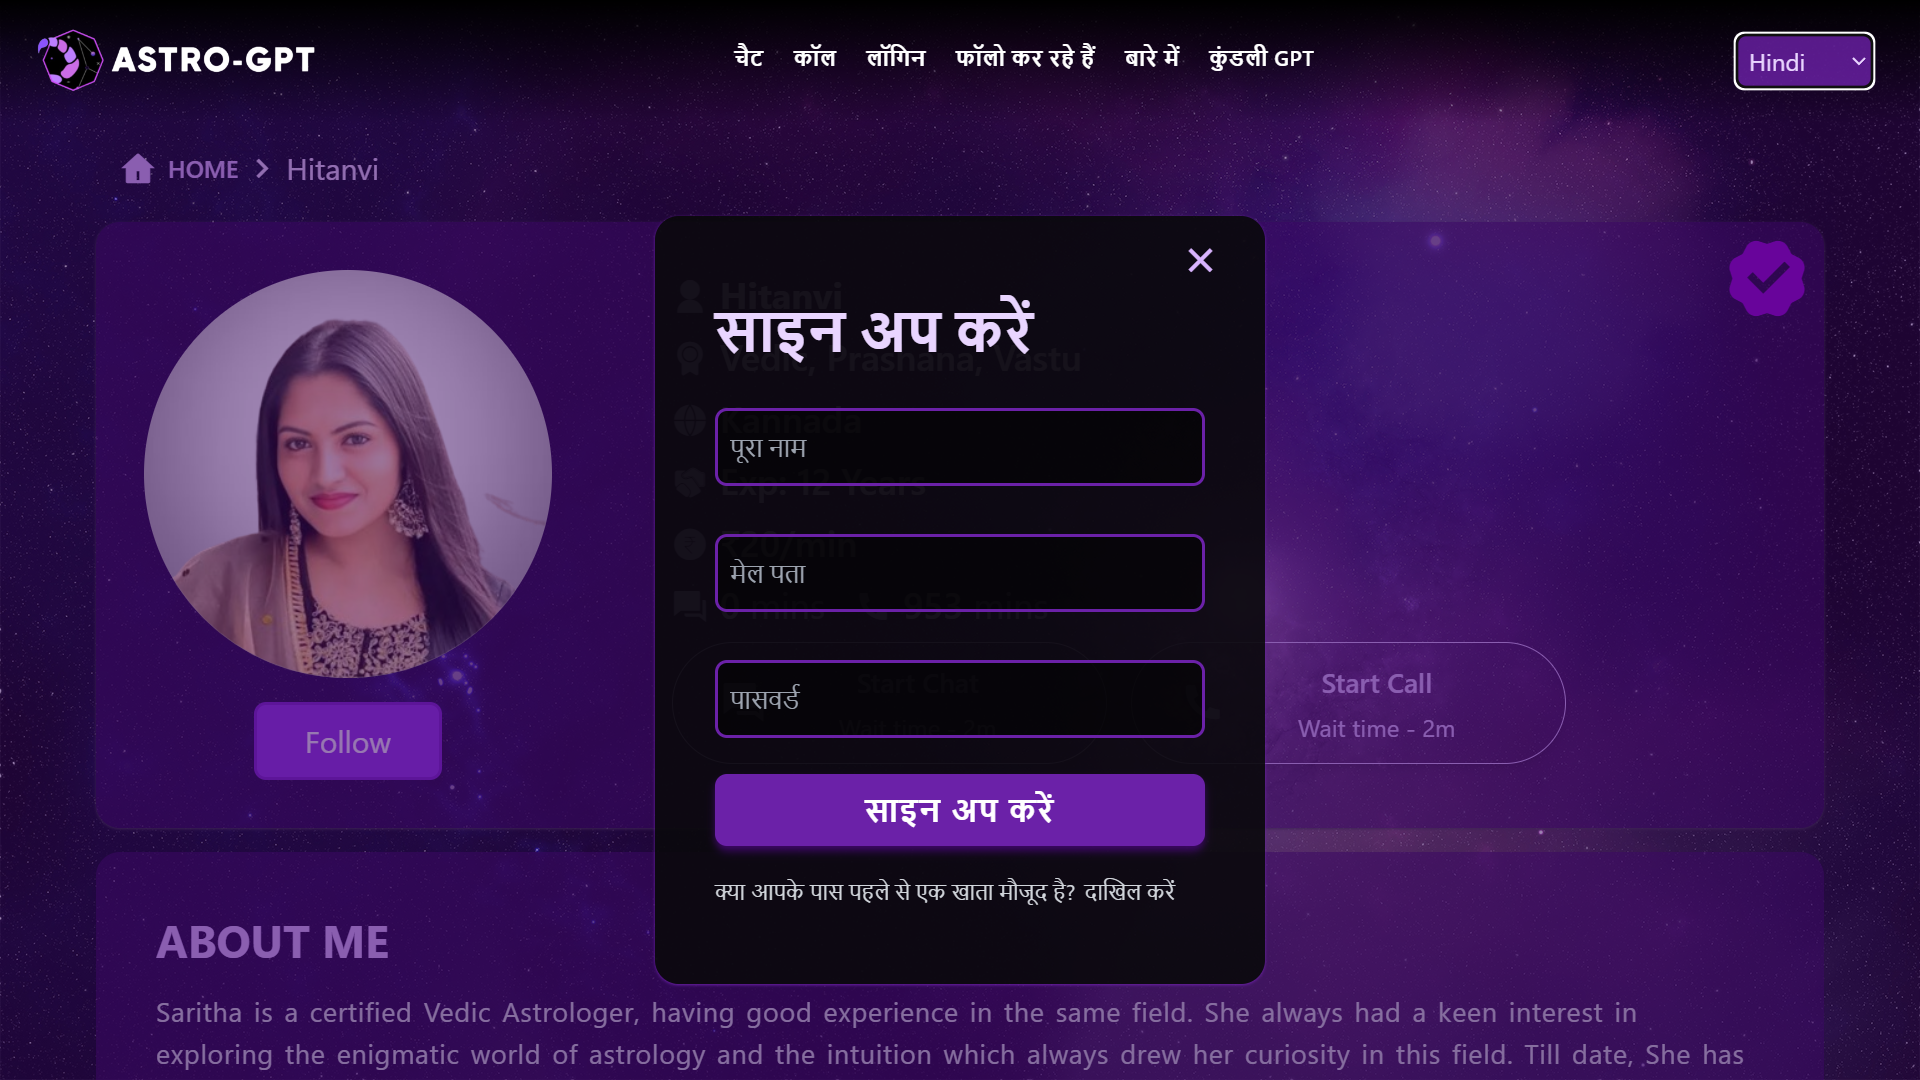 ASTRO-GPT
चैट कॉल लॉगिन फॉलो कर रहे हैं बारे में कुंडली GPT
Hindi
HOME Hitanvi
Hitanvi
साइन अप करें
Vedic, Prashana, Vastu
Kannada
पूरा नाम
Exp: 12 Years
₹20/min
मेल पता
0 mins 953 mins
पासवर्ड
Start Chat
Wait time - 2m
Start Call
Wait time - 2m
Follow
साइन अप करें
क्या आपके पास पहले से एक खाता मौजूद है? दाखिल करें
ABOUT ME
Saritha is a certified Vedic Astrologer, having good experience in the same field. She always had a keen interest in
exploring the enigmatic world of astrology and the intuition which always drew her curiosity in this field. Till date, She has